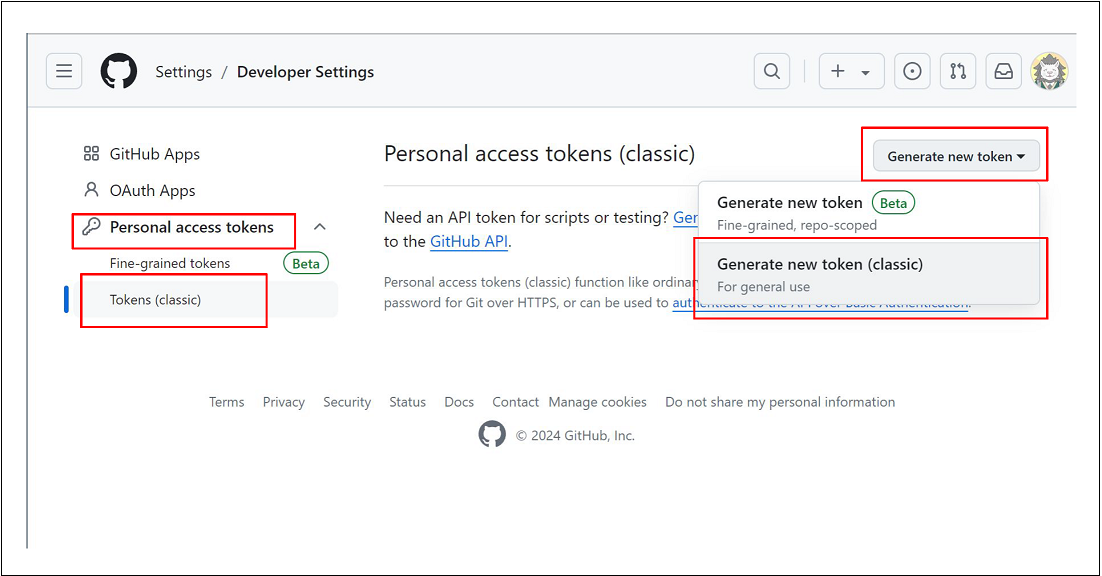 Settings / Developer Settings
GitHub Apps
OAuth Apps
Personal access tokens
Fine-grained tokens Beta
Tokens (classic)
Personal access tokens (classic)
Generate new token
Need an API token for scripts or testing?
to the GitHub API.
Personal access tokens (classic) function like
password for Git over HTTPS, or can be used to authenticate to the API over Basic Authentication.
Generate new token Beta
Fine-grained, repo-scoped
Generate new token (classic)
For general use
Terms Privacy Security Status Docs Contact Manage cookies Do not share my personal information
© 2024 GitHub, Inc.